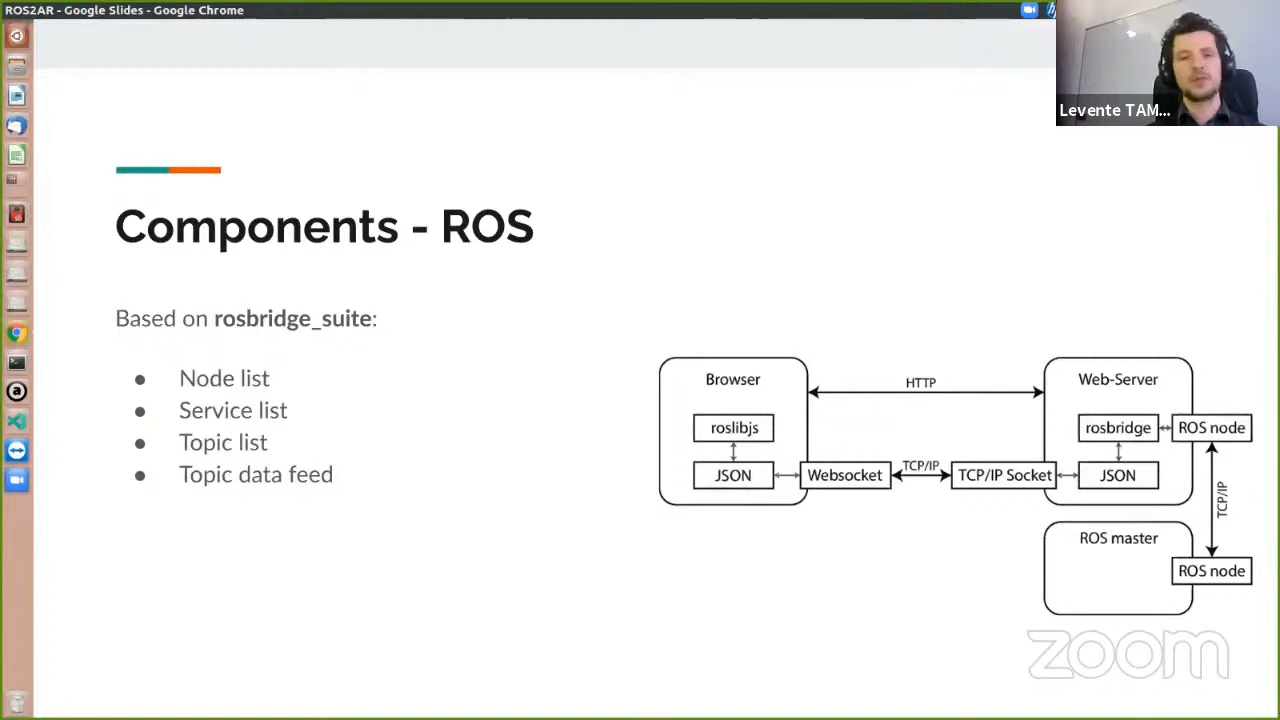 ROS2AR - Google Slides - Google Chrome
Levente TAM...
Components - ROS
Based on rosbridge_suite:
● Node list
● Service list
● Topic list
● Topic data feed
Browser
HTTP
Web-Server
roslibjs
rosbridge
ROS node
JSON
Websocket
TCP/IP
TCP/IP Socket
JSON
TCP/IP
ROS master
ROS node
zoom